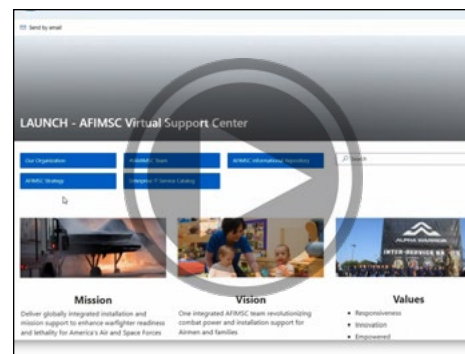 Send by email
LAUNCH - AFIMSC Virtual Support Center
Our Organization
Team
AFIMSC Informational Repository
Search
AFIMSC Strategy
Enterprise IT Service Catalog
ALPHA WARRIOR
INTER-SERVICE
Mission
Deliver globally integrated installation and
mission support to enhance warfighter readiness
and lethality for America's Air and Space Forces
Vision
One integrated AFIMSC team revolutionizing
combat power and installation support for
Airmen and families
Values
• Responsiveness
• Innovation
• Empowered